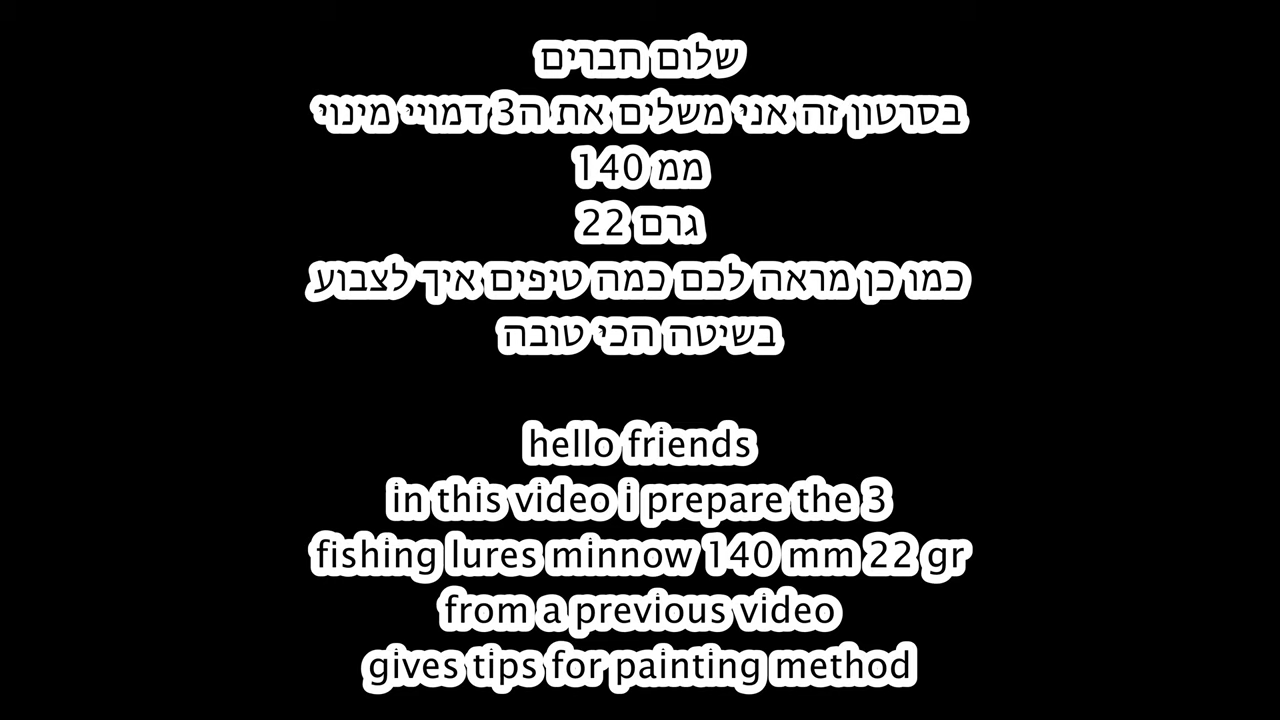 שלום חברים
בסרטון זה אני משלים את ה3 דמויי מינוי
140 ממ
22 גרם
כמו כן מראה לכם כמה טיפים איך לצבוע
בשיטה הכי טובה
hello friends
in this video i prepare the 3
fishing lures minnow 140 mm 22 gr
from a previous video
gives tips for painting method